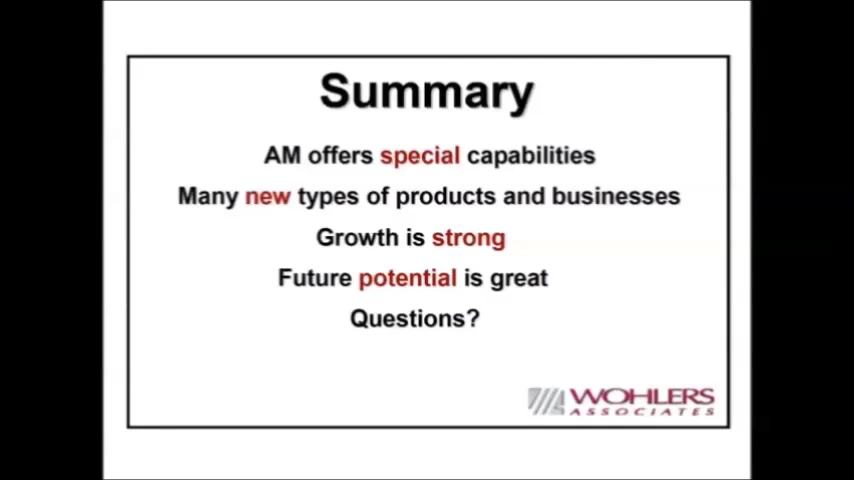 Summary
AM offers special capabilities
Many new types of products and businesses
Growth is strong
Future potential is great
Questions?
WOHLERS
ASSOCIATES